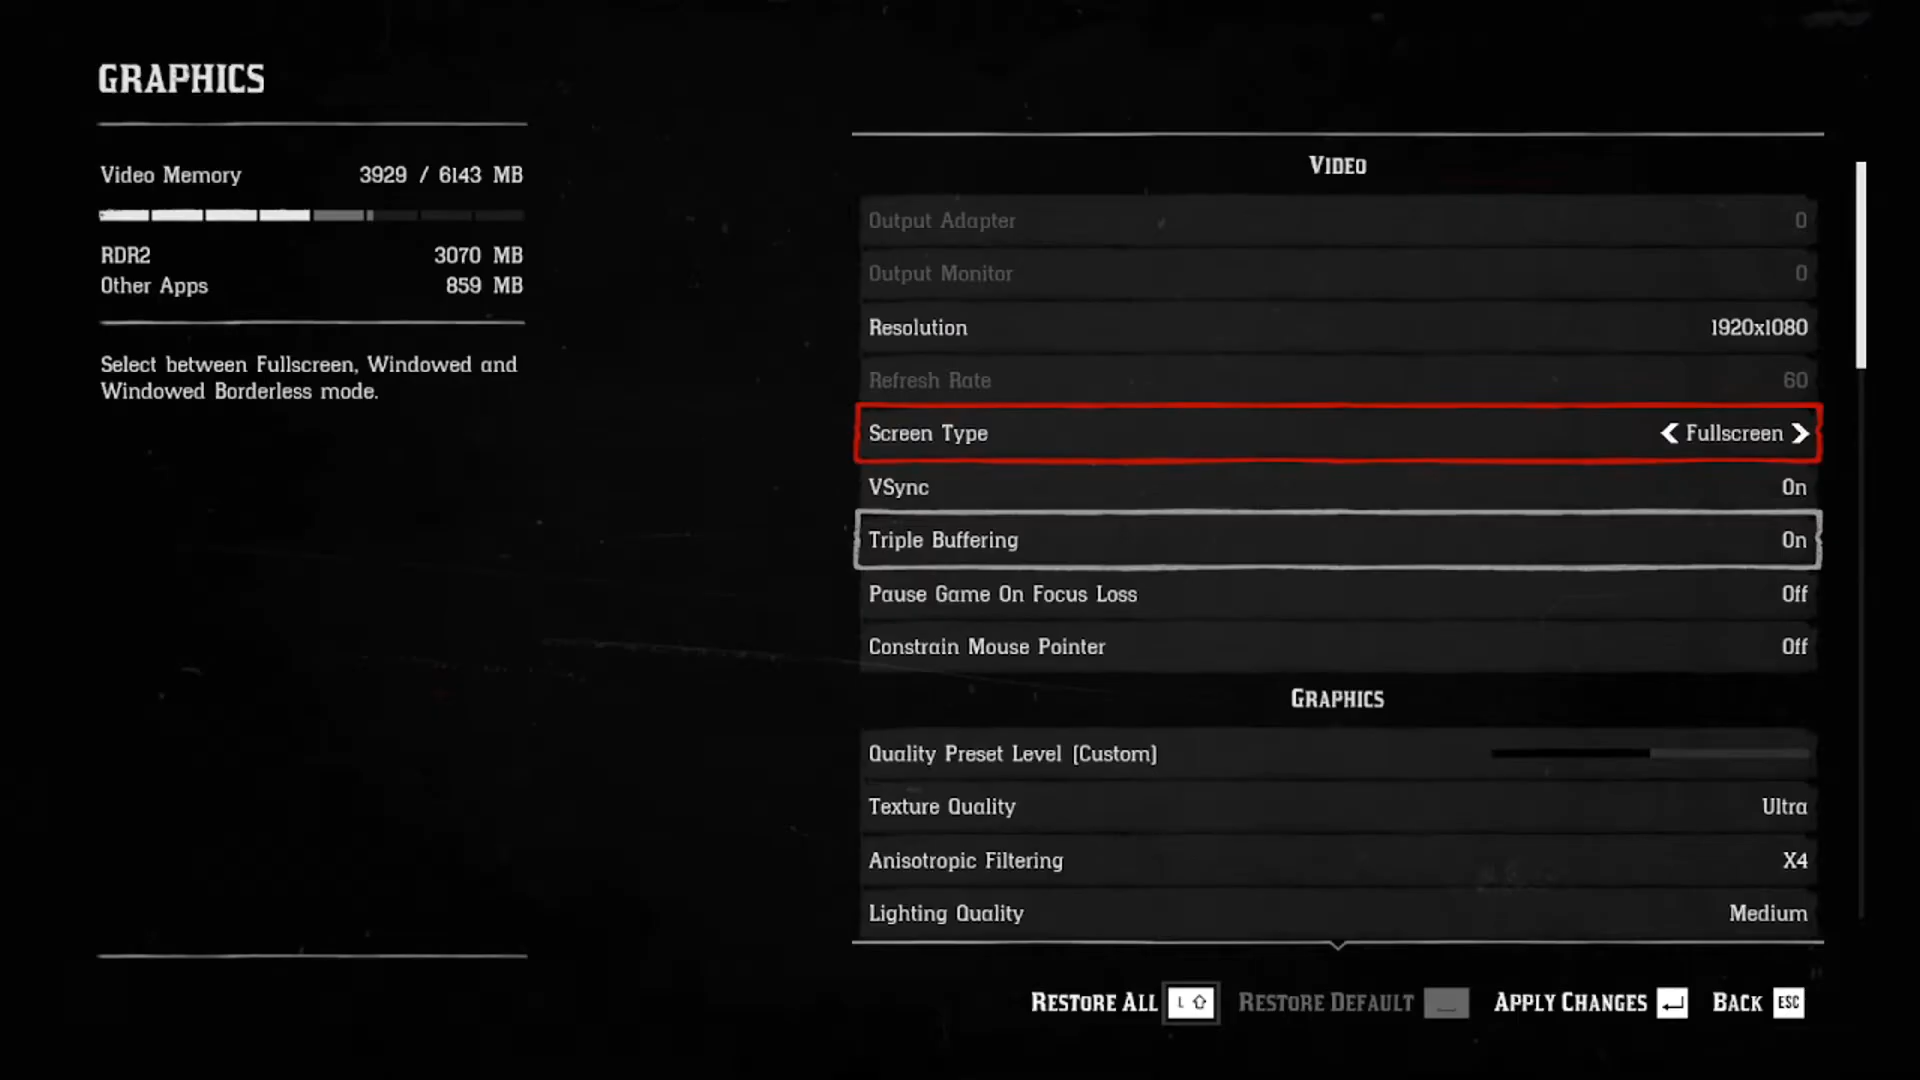 GRAPHICS
Video Memory 3929 / 6143 MB
RDR2 3070 MB
Other Apps 859 MB
Select between Fullscreen, Windowed and
Windowed Borderless mode.
VIDEO
Output Adapter 0
Output Monitor 0
Resolution 1920x1080
Refresh Rate 60
Screen Type Fullscreen
VSync On
Triple Buffering On
Pause Game On Focus Loss Off
Constrain Mouse Pointer Off
GRAPHICS
Quality Preset Level (Custom)
Texture Quality Ultra
Anisotropic Filtering X4
Lighting Quality Medium
RESTORE ALL L ⇧ RESTORE DEFAULT APPLY CHANGES BACK ESC